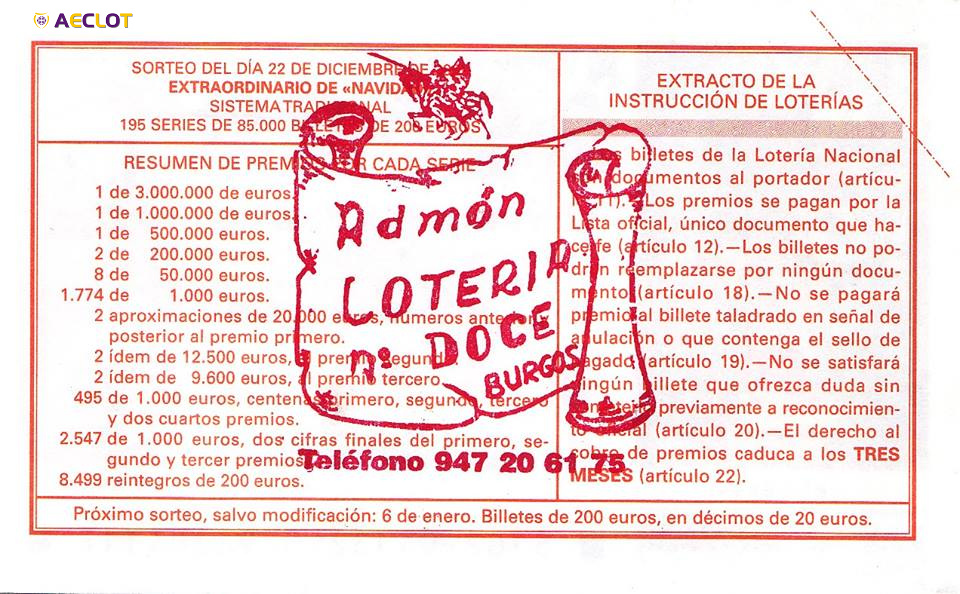 AECLOT
SORTEO DEL DÍA 22 DE DICIEMBRE DE
EXTRAORDINARIO DE «NAVIDAD»
SISTEMA TRADICIONAL
195 SERIES DE 85.000 BILLETES DE 200 EUROS
RESUMEN DE PREMIOS POR CADA SERIE
1 de 3.000.000 de euros.
1 de 1.000.000 de euros.
1 de 500.000 euros.
2 de 200.000 euros.
8 de 50.000 euros.
1.774 de 1.000 euros.
2 aproximaciones de 20.000 euros, números anterior y
posterior al premio primero.
2 ídem de 12.500 euros, al premio segundo.
2 ídem de 9.600 euros, al premio tercero.
495 de 1.000 euros, centenas primero, segundo, tercero
y dos cuartos premios.
2.547 de 1.000 euros, dos cifras finales del primero, se-
gundo y tercer premios.
8.499 reintegros de 200 euros.
EXTRACTO DE LA
INSTRUCCIÓN DE LOTERÍAS
billetes de la Lotería Nacional
documentos al portador (artícu-
Los premios se pagan por la
Lista oficial, único documento que ha-
ce fe (artículo 12).—Los billetes no po-
drán reemplazarse por ningún docu-
mento (artículo 18).—No se pagará
premio al billete taladrado en señal de
anulación o que contenga el sello de
pagado (artículo 19).—No se satisfará
ningún billete que ofrezca duda sin
someterlo previamente a reconocimien-
to oficial (artículo 20).—El derecho al
cobro de premios caduca a los TRES
MESES (artículo 22).
Admón
LOTERIA
nº DOCE
BURGOS
Teléfono 947 20 61 75
Próximo sorteo, salvo modificación: 6 de enero. Billetes de 200 euros, en décimos de 20 euros.